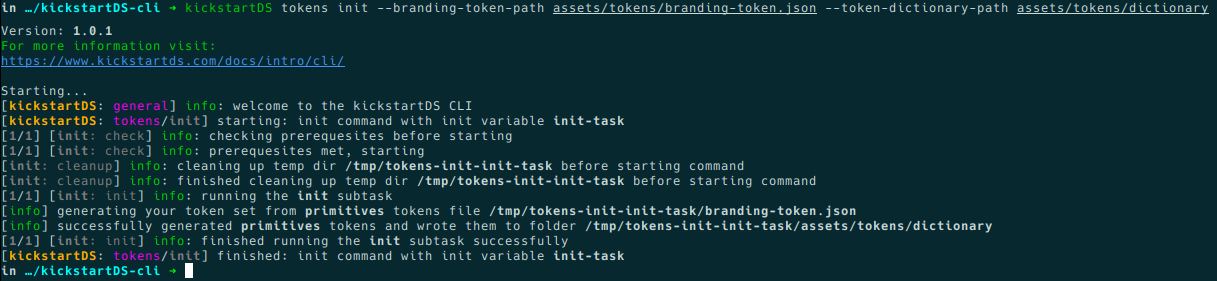 in …/kickstartDS-cli ➜ kickstartDS tokens init --branding-token-path assets/tokens/branding-token.json --token-dictionary-path assets/tokens/dictionary
Version: 1.0.1
For more information visit:
https://www.kickstartds.com/docs/intro/cli/
Starting...
[kickstartDS: general] info: welcome to the kickstartDS CLI
[kickstartDS: tokens/init] starting: init command with init variable init-task
[1/1] [init: check] info: checking prerequesites before starting
[1/1] [init: check] info: prerequesites met, starting
[init: cleanup] info: cleaning up temp dir /tmp/tokens-init-init-task before starting command
[init: cleanup] info: finished cleaning up temp dir /tmp/tokens-init-init-task before starting command
[1/1] [init: init] info: running the init subtask
[info] generating your token set from primitives tokens file /tmp/tokens-init-init-task/branding-token.json
[info] successfully generated primitives tokens and wrote them to folder /tmp/tokens-init-init-task/assets/tokens/dictionary
[1/1] [init: init] info: finished running the init subtask successfully
[kickstartDS: tokens/init] finished: init command with init variable init-task
in …/kickstartDS-cli ➜